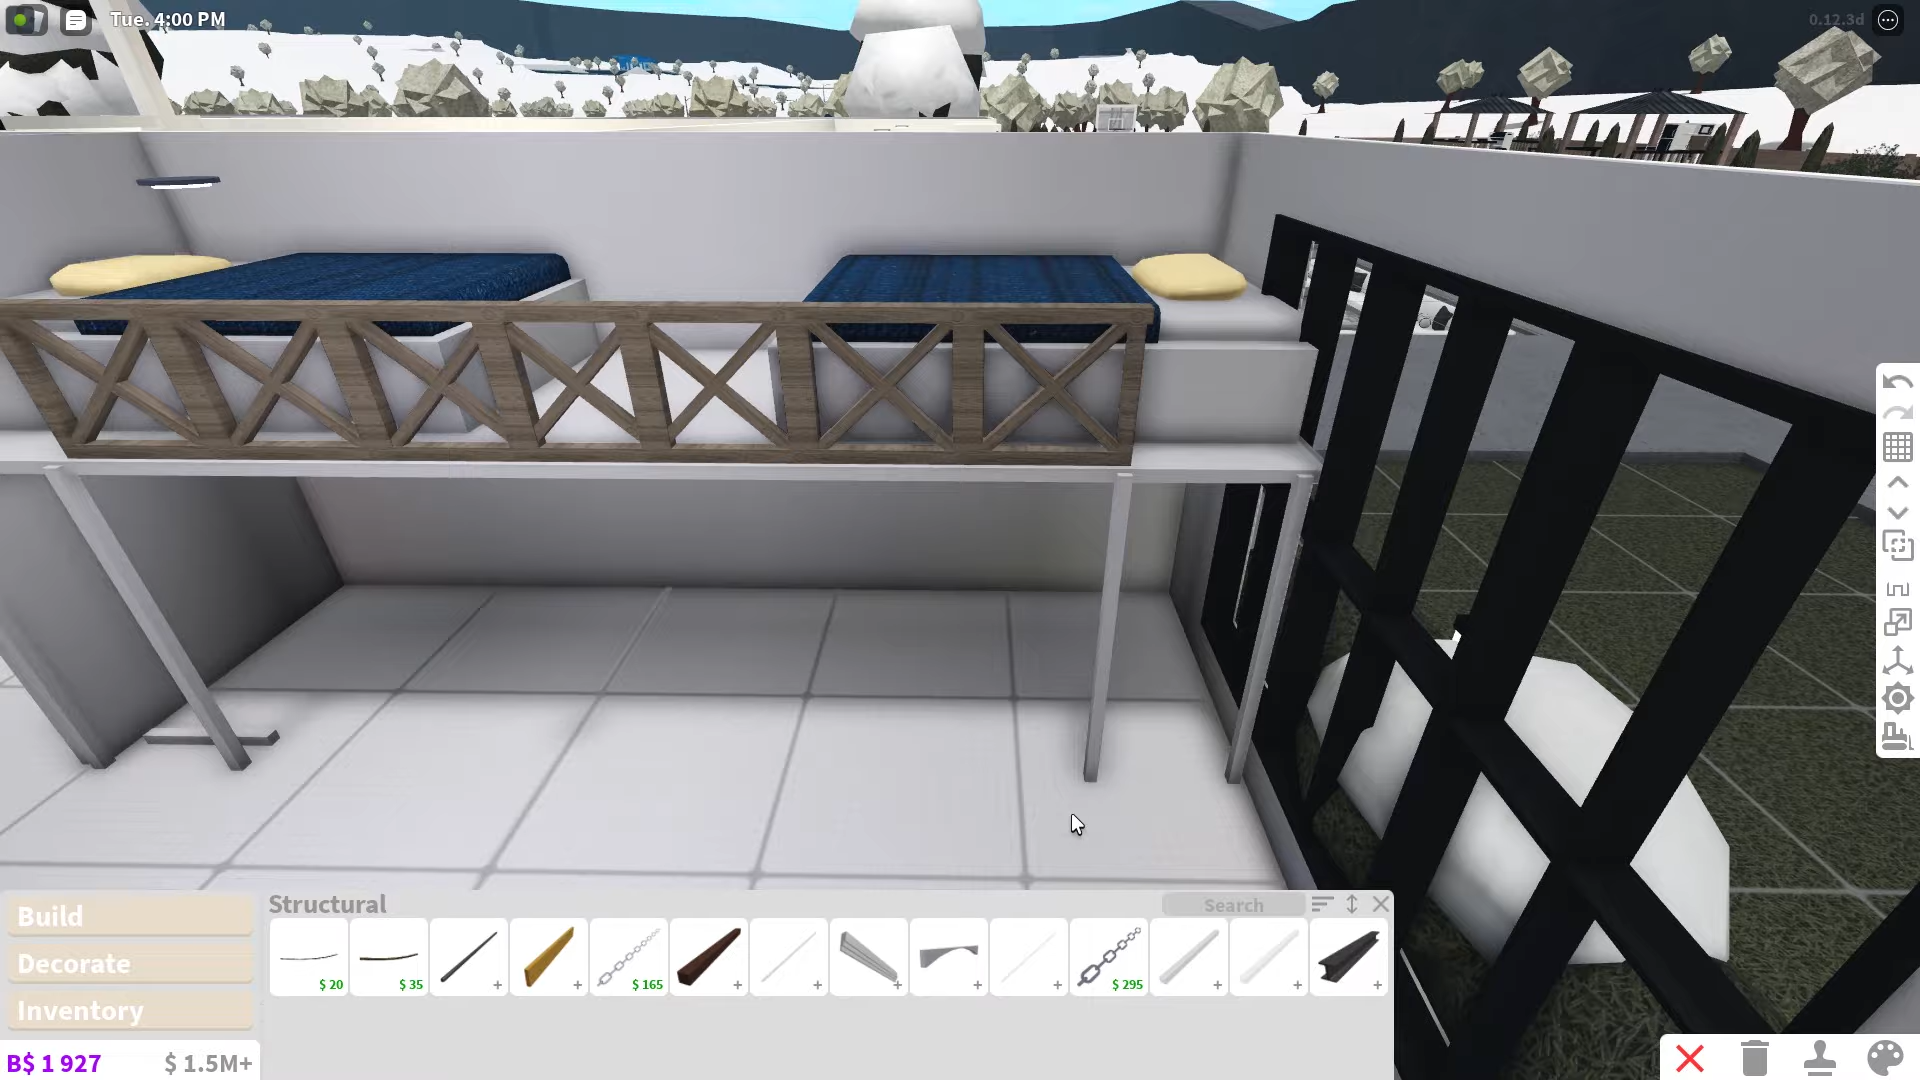 Tue. 4:00 PM
0.12.3d
Build
Decorate
Inventory
B$ 1 927
$ 1.5M+
Structural
Search
$ 20
$ 35
+
+
$ 165
+
+
+
+
+
$ 295
+
+
+